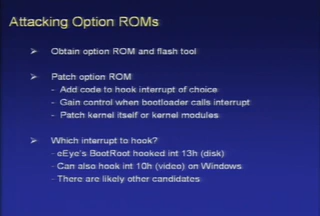 Attacking Option ROMs
➢ Obtain option ROM and flash tool
➢ Patch option ROM
- Add code to hook interrupt of choice
- Gain control when bootloader calls interrupt
- Patch kernel itself or kernel modules
➢ Which interrupt to hook?
- eEye's BootRoot hooked int 13h (disk)
- Can also hook int 10h (video) on Windows
- There are likely other candidates